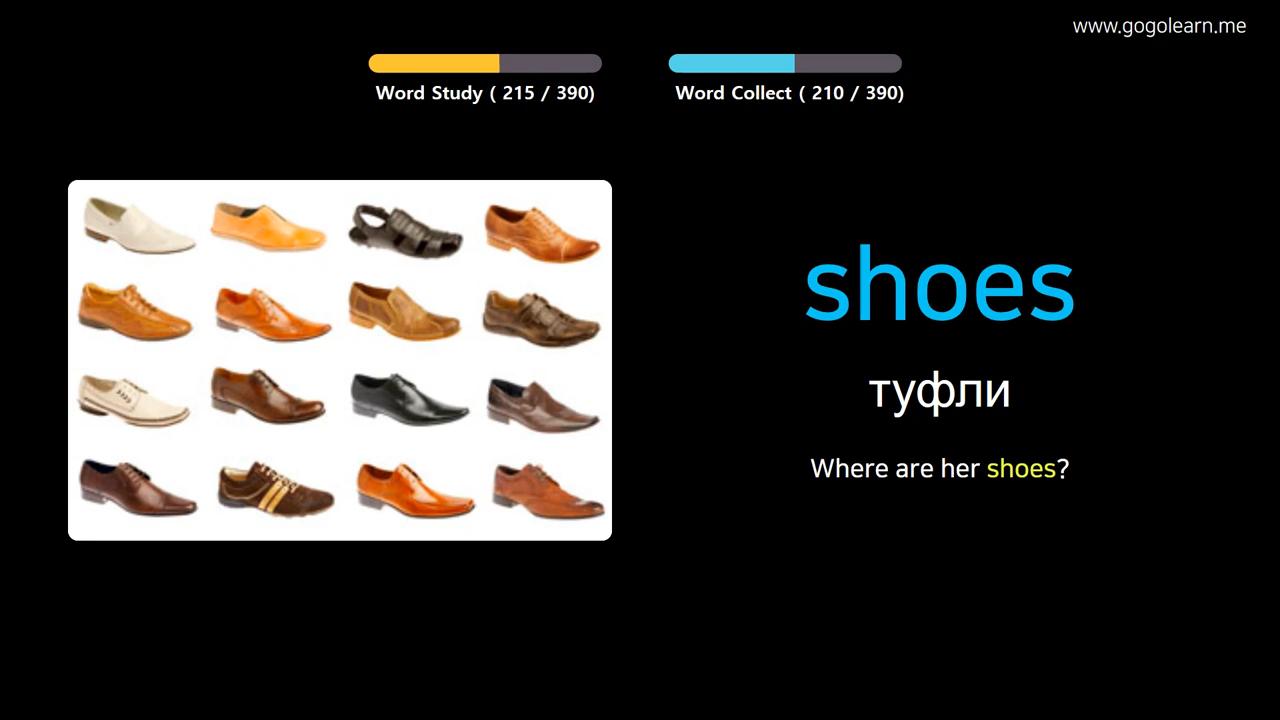 www.gogolearn.me
Word Study ( 215 / 390)
Word Collect ( 210 / 390)
shoes
туфли
Where are her shoes?